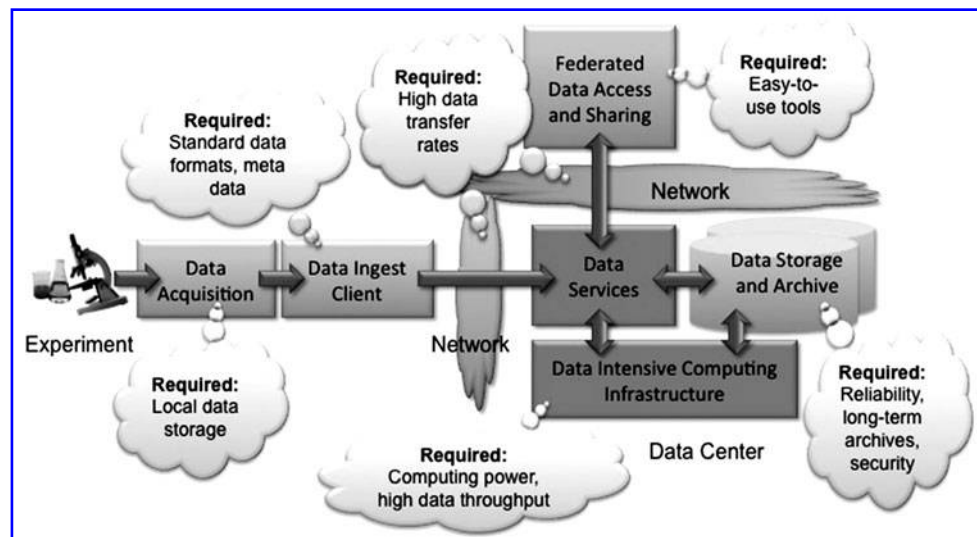 Required:
High data
transfer
rates
Federated
Data Access
and Sharing
Required:
Easy-to-
use tools
Required:
Standard data
formats, meta
data
Network
Data
Acquisition
Data Ingest
Client
Data
Services
Data Storage
and Archive
Experiment
Network
Required:
Local data
storage
Data Intensive Computing
Infrastructure
Required:
Reliability,
long-term
archives,
security
Required:
Computing power,
high data throughput
Data Center